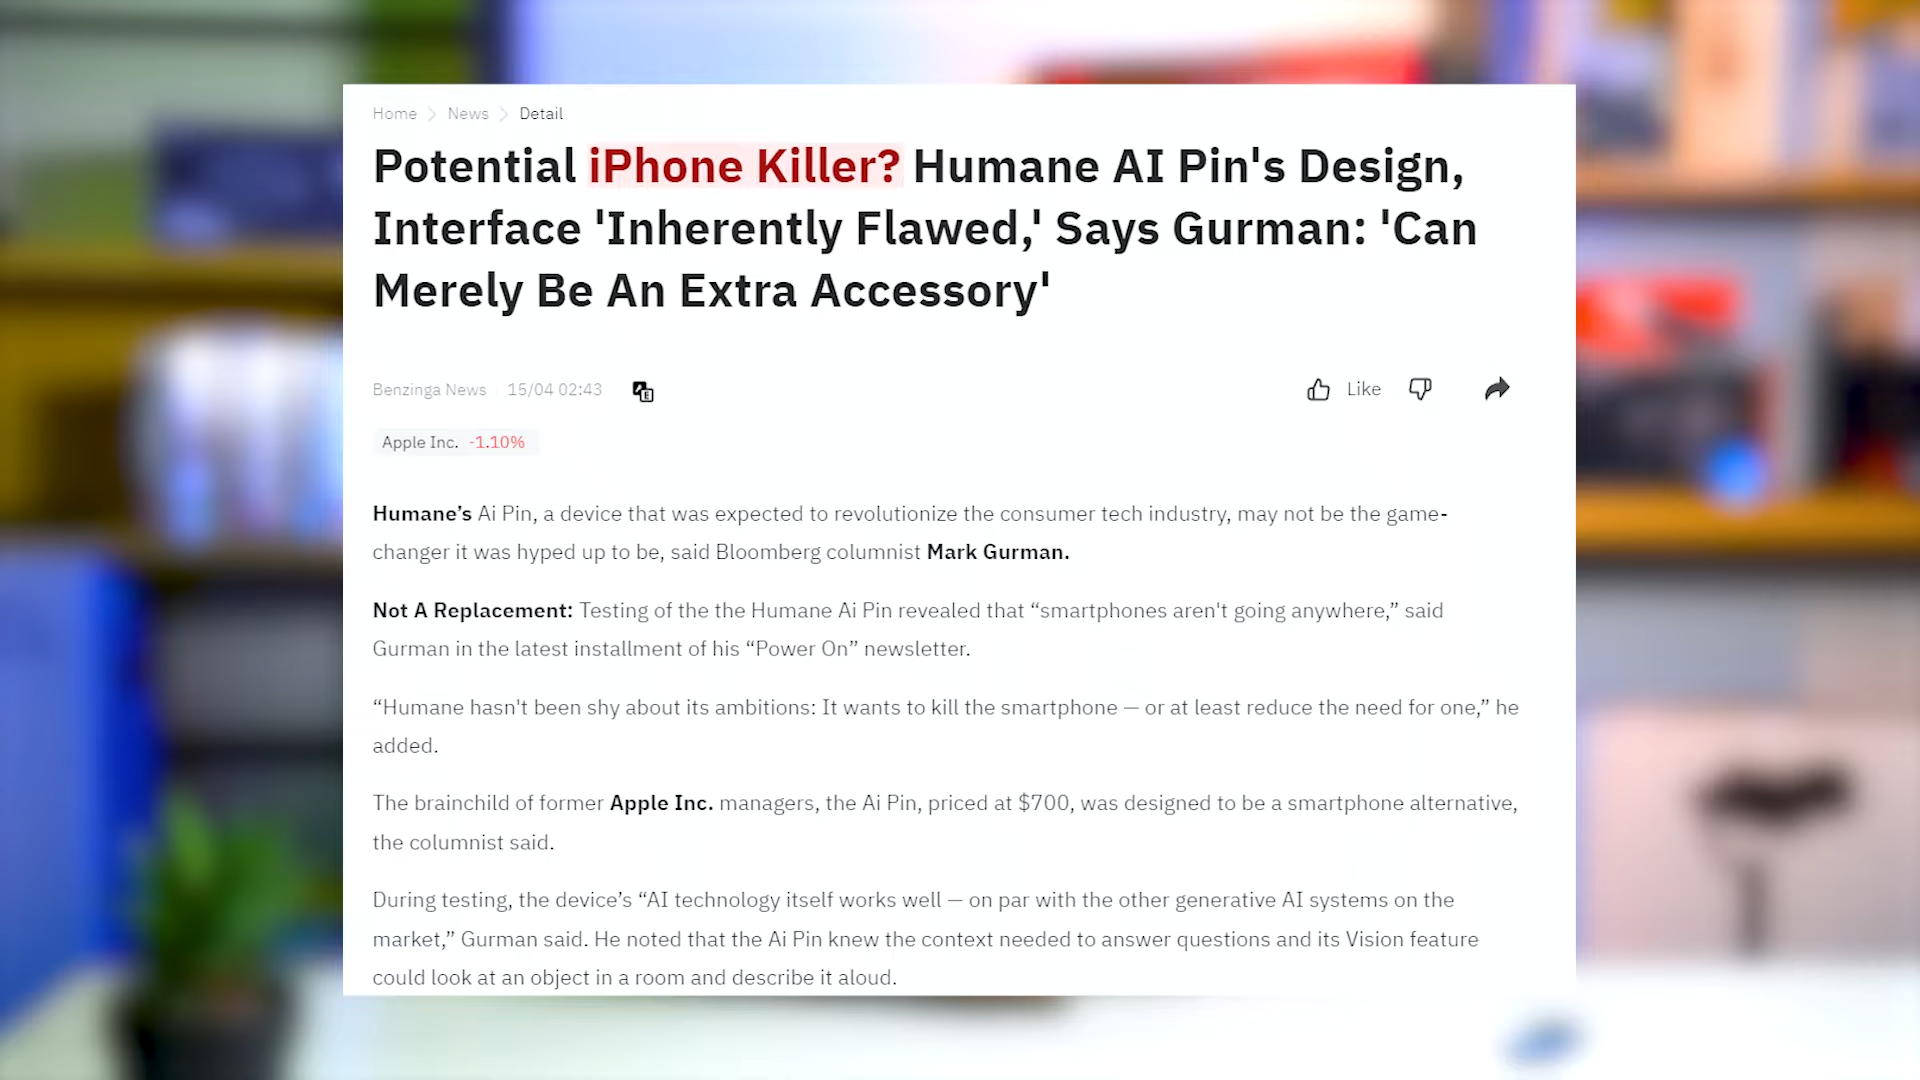 Home > News > Detail
Potential iPhone Killer? Humane AI Pin's Design,
Interface 'Inherently Flawed,' Says Gurman: 'Can
Merely Be An Extra Accessory'
Benzinga News 15/04 02:43
Like
Apple Inc. -1.10%
Humane’s Ai Pin, a device that was expected to revolutionize the consumer tech industry, may not be the game-
changer it was hyped up to be, said Bloomberg columnist Mark Gurman.
Not A Replacement: Testing of the the Humane Ai Pin revealed that “smartphones aren't going anywhere,” said
Gurman in the latest installment of his “Power On” newsletter.
“Humane hasn't been shy about its ambitions: It wants to kill the smartphone — or at least reduce the need for one,” he
added.
The brainchild of former Apple Inc. managers, the Ai Pin, priced at $700, was designed to be a smartphone alternative,
the columnist said.
During testing, the device’s “AI technology itself works well — on par with the other generative AI systems on the
market,” Gurman said. He noted that the Ai Pin knew the context needed to answer questions and its Vision feature
could look at an object in a room and describe it aloud.